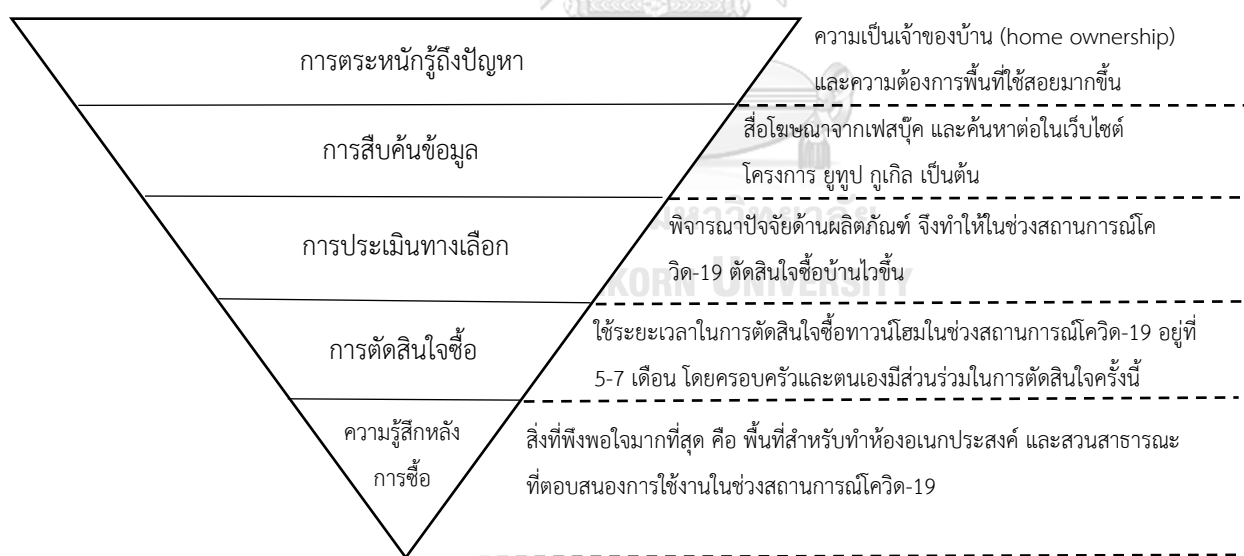 การตระหนักรู้ถึงปัญหา
ความเป็นเจ้าของบ้าน (home ownership)
และความต้องการพื้นที่ใช้สอยมากขึ้น
การสืบค้นข้อมูล
สื่อโฆษณาจากเฟสบุ๊ค และค้นหาต่อในเว็บไซต์
โครงการ ยูทูป กูเกิล เป็นต้น
การประเมินทางเลือก
พิจารณาปัจจัยด้านผลิตภัณฑ์ จึงทำให้ในช่วงสถานการณ์โค
วิด-19 ตัดสินใจซื้อบ้านไวขึ้น
การตัดสินใจซื้อ
ใช้ระยะเวลาในการตัดสินใจซื้อทาวน์โฮมในช่วงสถานการณ์โควิด-19 อยู่ที่
5-7 เดือน โดยครอบครัวและตนเองมีส่วนร่วมในการตัดสินใจครั้งนี้
ความรู้สึกหลัง
การซื้อ
สิ่งที่พึงพอใจมากที่สุด คือ พื้นที่สำหรับทำห้องอเนกประสงค์ และสวนสาธารณะ
ที่ตอบสนองการใช้งานในช่วงสถานการณ์โควิด-19
KORN UNIVERSITY